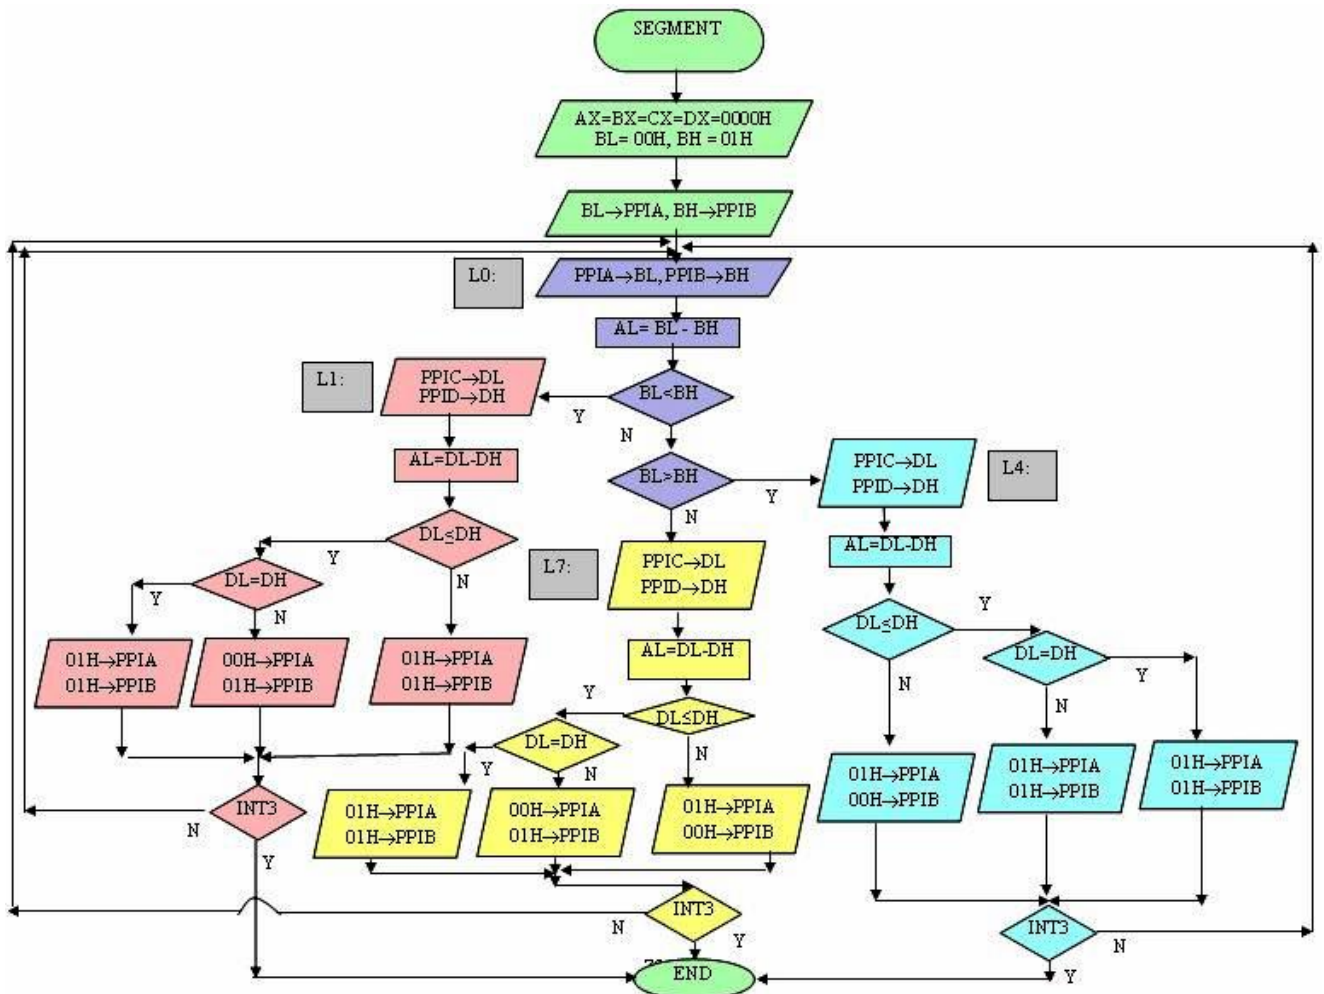 SEGMENT
AX=BX=CX=DX=0000H
BL= 00H, BH = 01H
BL→PPIA, BH→PPIB
L0:
PPIA→BL, PPIB→BH
AL= BL - BH
L1:
PPIC→DL
PPID→DH
BL<BH
Y
N
AL=DL-DH
BL>BH
Y
N
PPIC→DL
PPID→DH
L4:
DL≤DH
Y
N
DL=DH
Y
N
L7:
PPIC→DL
PPID→DH
AL=DL-DH
DL≤DH
Y
N
DL=DH
Y
N
01H→PPIA
01H→PPIB
00H→PPIA
01H→PPIB
01H→PPIA
01H→PPIB
AL=DL-DH
DL≤DH
Y
N
DL=DH
Y
N
INT3
N
Y
01H→PPIA
01H→PPIB
00H→PPIA
01H→PPIB
01H→PPIA
00H→PPIB
01H→PPIA
00H→PPIB
01H→PPIA
01H→PPIB
01H→PPIA
01H→PPIB
INT3
N
Y
INT3
N
Y
END